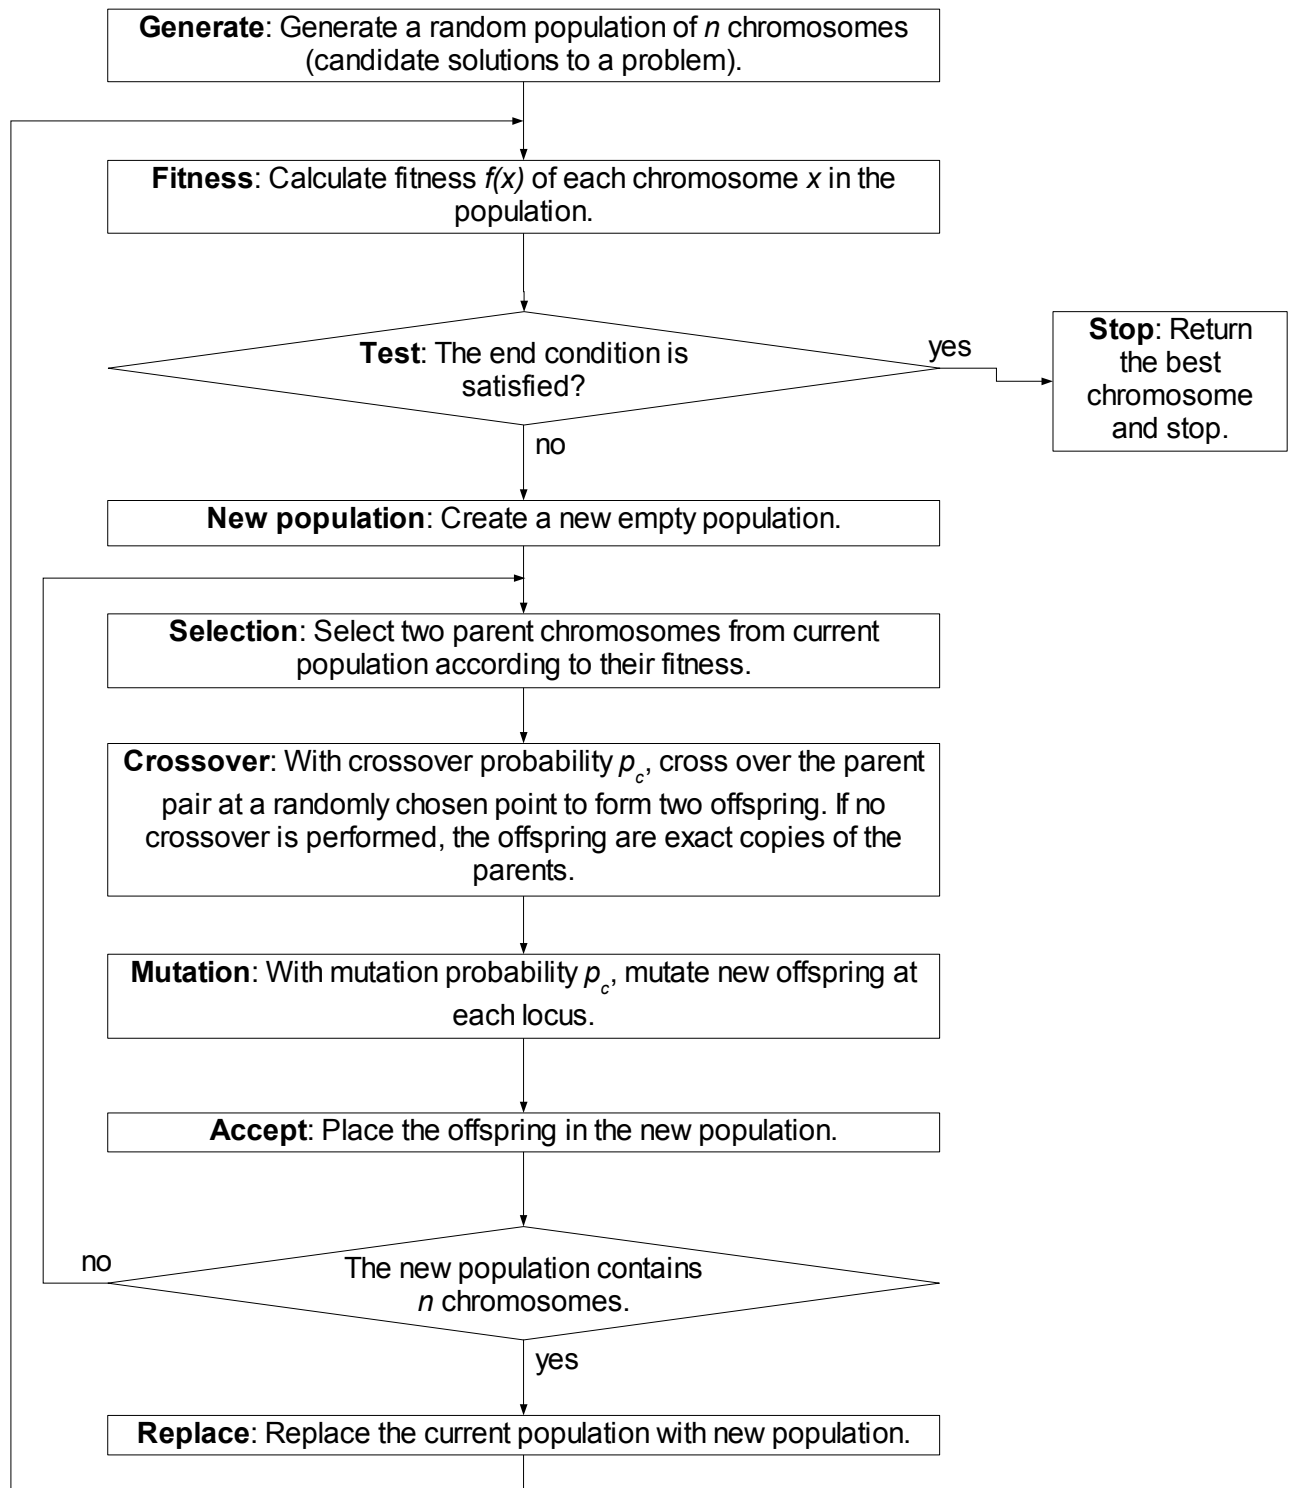 Generate: Generate a random population of n chromosomes
(candidate solutions to a problem).
Fitness: Calculate fitness f(x) of each chromosome x in the
population.
Test: The end condition is
satisfied?
yes
Stop: Return
the best
chromosome
and stop.
no
New population: Create a new empty population.
Selection: Select two parent chromosomes from current
population according to their fitness.
Crossover: With crossover probability p_c, cross over the parent
pair at a randomly chosen point to form two offspring. If no
crossover is performed, the offspring are exact copies of the
parents.
Mutation: With mutation probability p_c, mutate new offspring at
each locus.
Accept: Place the offspring in the new population.
no
The new population contains
n chromosomes.
yes
Replace: Replace the current population with new population.